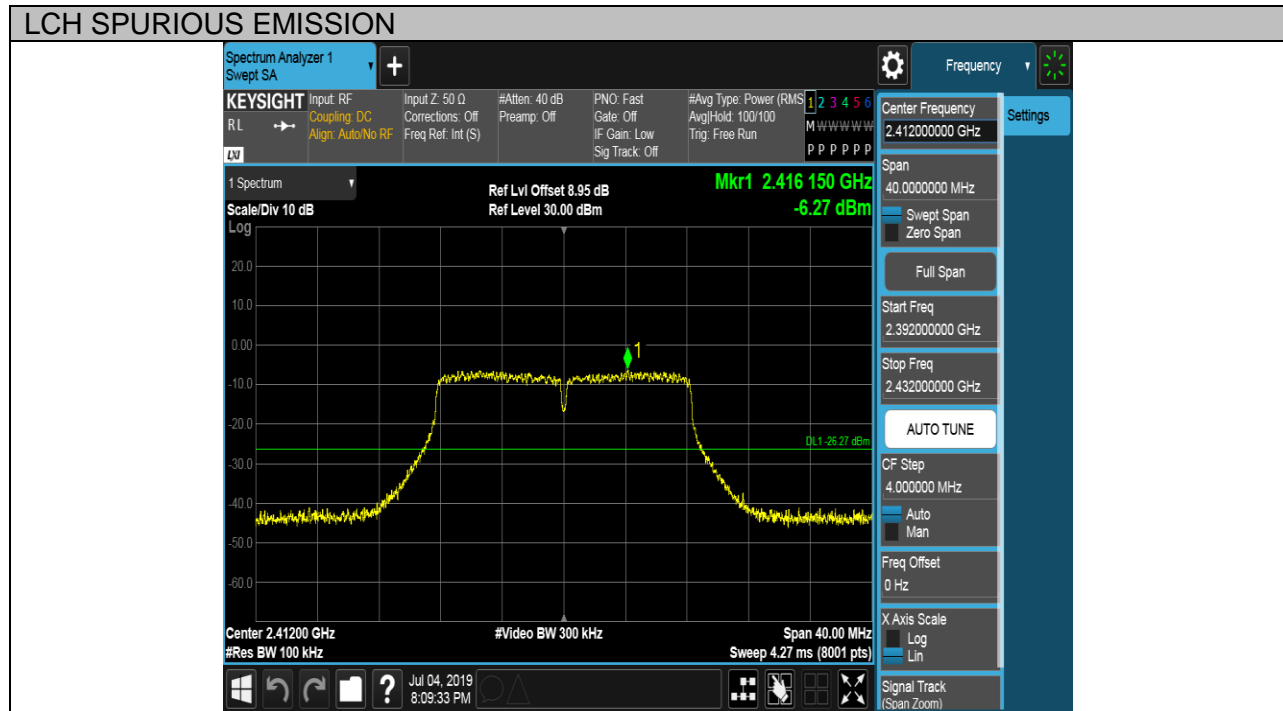 LCH SPURIOUS EMISSION
Spectrum Analyzer 1
Swept SA
+
Frequency
KEYSIGHT
RL
LXI
Input: RF
Coupling: DC
Align: Auto/No RF
Input Z: 50 Ω
Corrections: Off
Freq Ref: Int (S)
#Atten: 40 dB
Preamp: Off
PNO: Fast
Gate: Off
IF Gain: Low
Sig Track: Off
#Avg Type: Power (RMS
Avg|Hold: 100/100
Trig: Free Run
1 2 3 4 5 6
M W W W W W
P P P P P P
1 Spectrum
Scale/Div 10 dB
Log
Ref Lvl Offset 8.95 dB
Ref Level 30.00 dBm
Mkr1 2.416 150 GHz
-6.27 dBm
20.0
10.0
0.00
1
-10.0
-20.0
DL1 -26.27 dBm
-30.0
-40.0
-50.0
-60.0
Center 2.41200 GHz
#Res BW 100 kHz
#Video BW 300 kHz
Span 40.00 MHz
Sweep 4.27 ms (8001 pts)
?
Jul 04, 2019
8:09:33 PM
Center Frequency
2.412000000 GHz
Settings
Span
40.0000000 MHz
Swept Span
Zero Span
Full Span
Start Freq
2.392000000 GHz
Stop Freq
2.432000000 GHz
AUTO TUNE
CF Step
4.000000 MHz
Auto
Man
Freq Offset
0 Hz
X Axis Scale
Log
Lin
Signal Track
(Span Zoom)